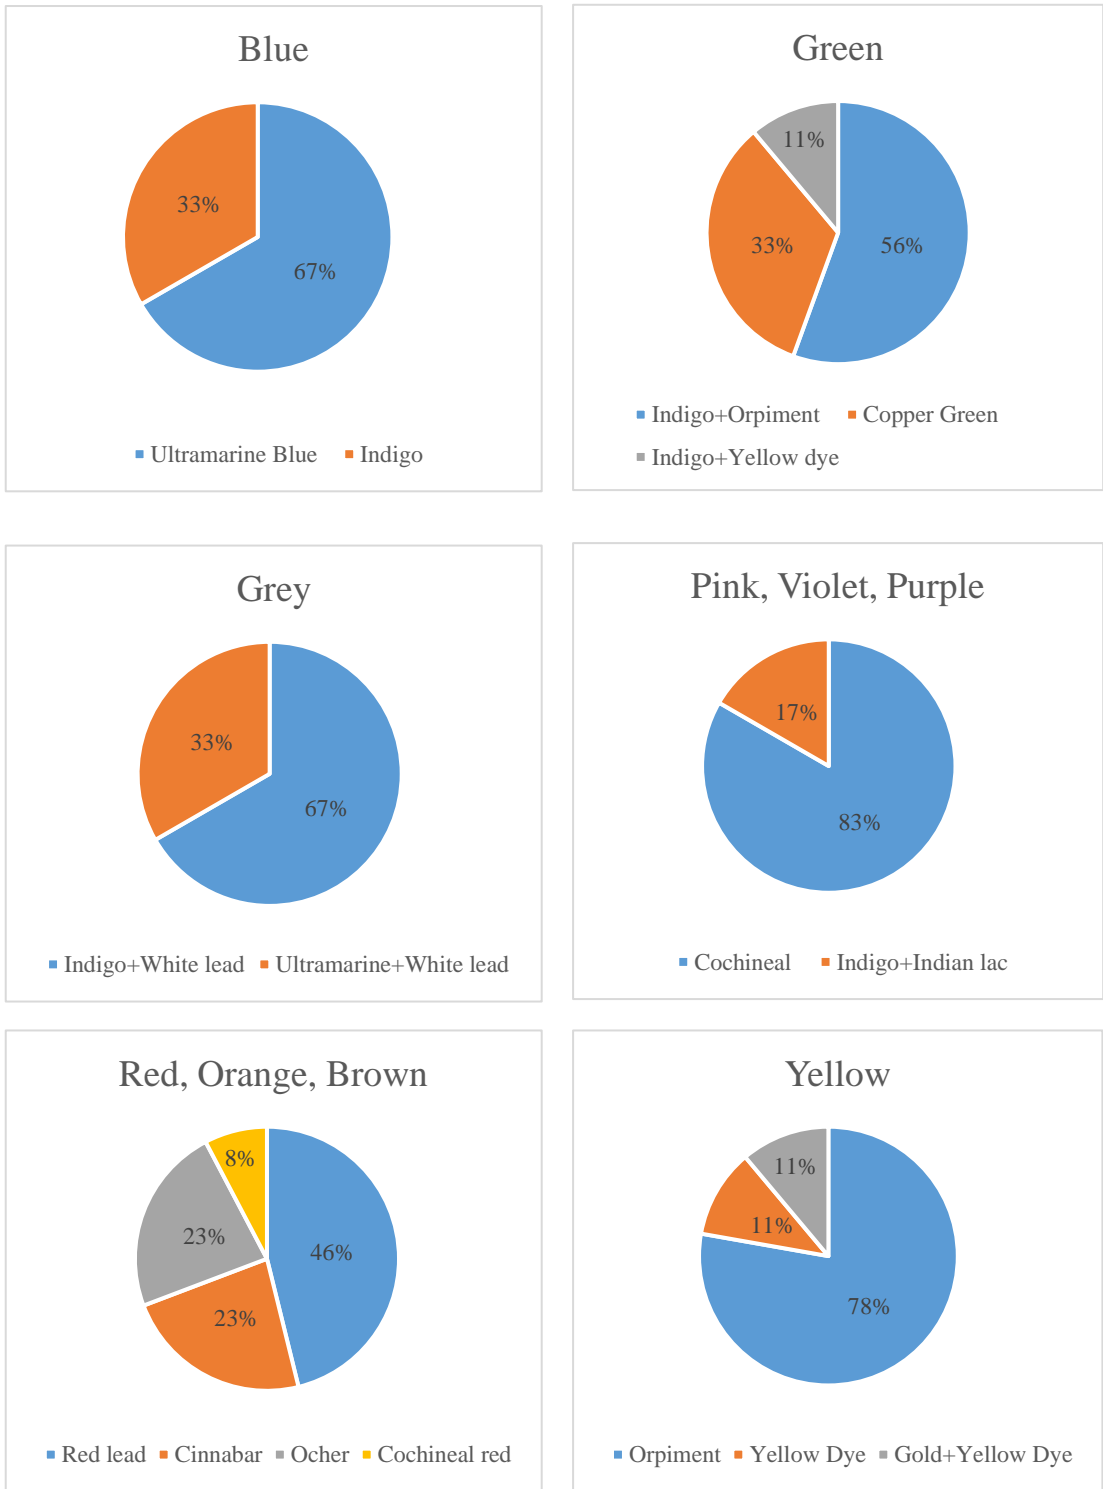 Blue
33%
67%
Ultramarine Blue Indigo
Green
11%
33%
56%
Indigo+Orpiment Copper Green
Indigo+Yellow dye
Grey
33%
67%
Indigo+White lead Ultramarine+White lead
Pink, Violet, Purple
17%
83%
Cochineal Indigo+Indian lac
Red, Orange, Brown
8%
23%
46%
23%
Red lead Cinnabar Ocher Cochineal red
Yellow
11%
11%
78%
Orpiment Yellow Dye Gold+Yellow Dye